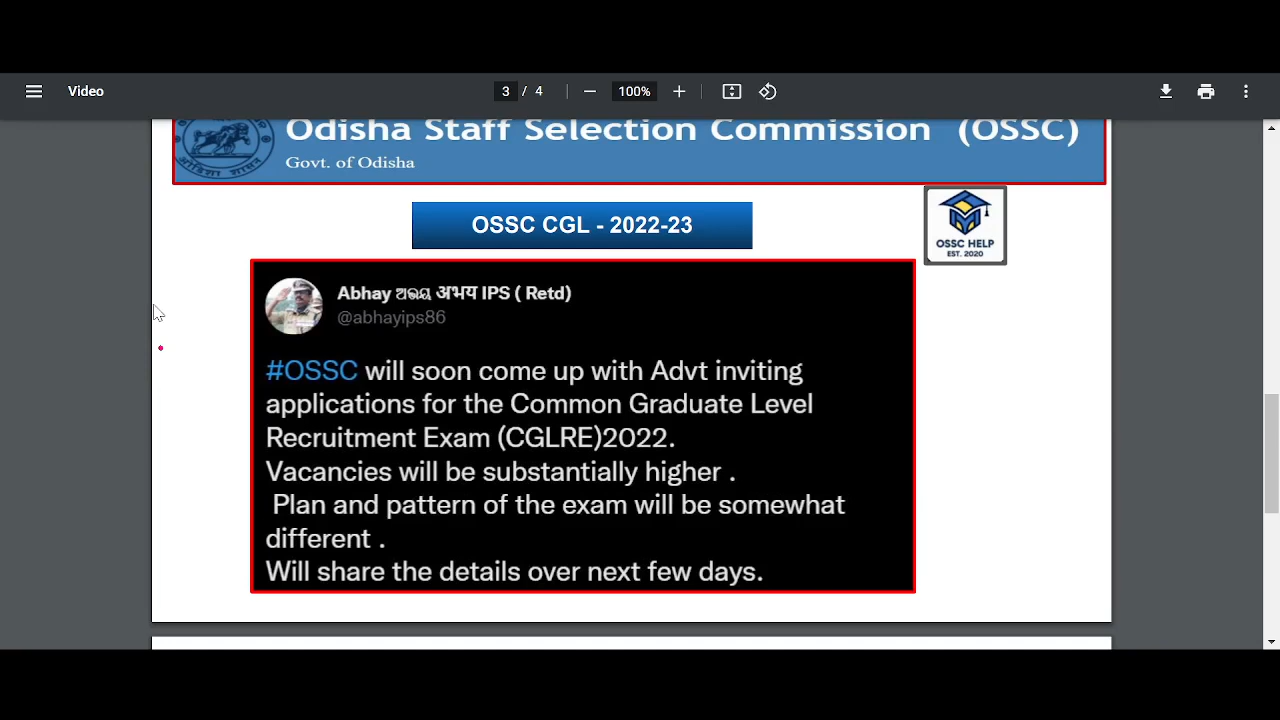 Video
3 / 4
100%
Odisha Staff Selection Commission (OSSC)
Govt. of Odisha
OSSC CGL - 2022-23
OSSC HELP
EST. 2020
Abhay ଅଭୟ अभय IPS ( Retd)
@abhayips86
#OSSC will soon come up with Advt inviting
applications for the Common Graduate Level
Recruitment Exam (CGLRE)2022.
Vacancies will be substantially higher .
Plan and pattern of the exam will be somewhat
different .
Will share the details over next few days.